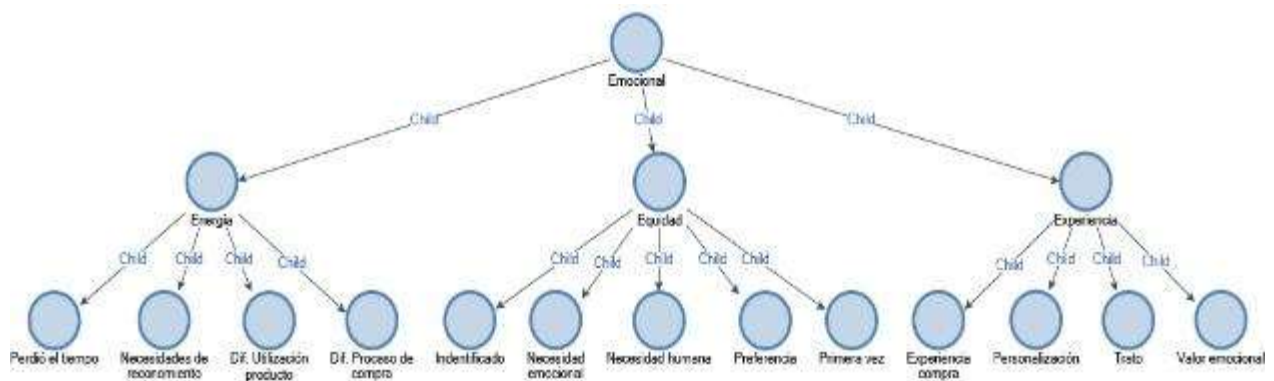 Emocional
Child Child Child
Energía Equidad Experiencia
Child Child Child Child Child Child Child Child Child Child Child Child Child
Perdió el tiempo Necesidades de Dif. Utilización Dif. Proceso de Indentificado Necesidad Necesidad humana Preferencia Primera vez Experiencia Personalización Trato Valor emocional
reconomiento producto compra emocional compra